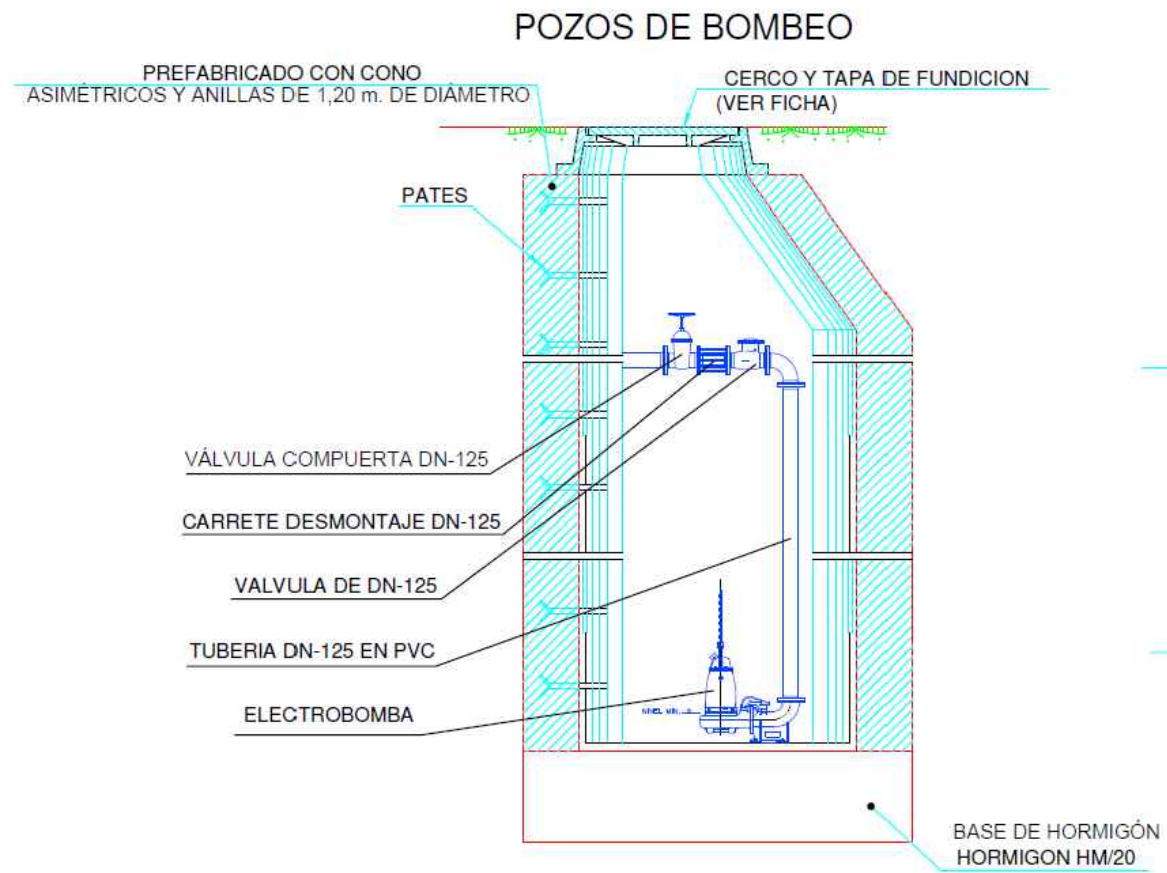 POZOS DE BOMBEO
PREFABRICADO CON CONO
ASIMÉTRICOS Y ANILLAS DE 1,20 m. DE DIÁMETRO
CERCO Y TAPA DE FUNDICION
(VER FICHA)
PATES
VÁLVULA COMPUERTA DN-125
CARRETE DESMONTAJE DN-125
VALVULA DE DN-125
TUBERIA DN-125 EN PVC
ELECTROBOMBA
NIVEL MIN.
BASE DE HORMIGÓN
HORMIGON HM/20